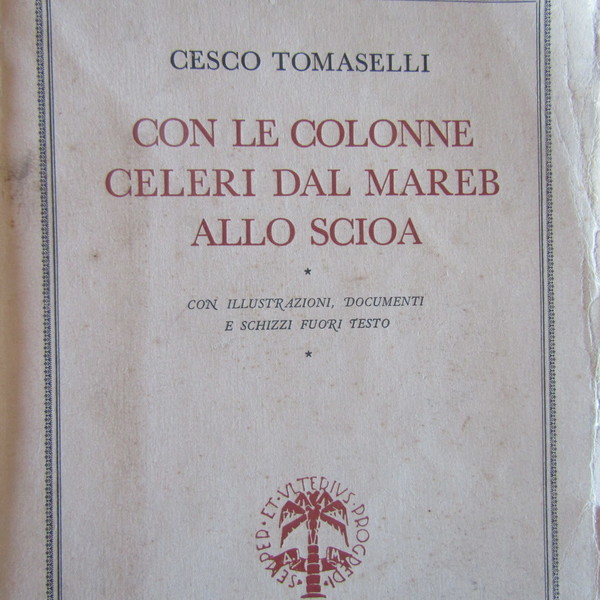 CESCO TOMASELLI
CON LE COLONNE
CELERI DAL MAREB
ALLO SCIOA
*
CON ILLUSTRAZIONI, DOCUMENTI
E SCHIZZI FUORI TESTO
*
SEMPER·ET·VLTERIVS·PROGREDI·
A M